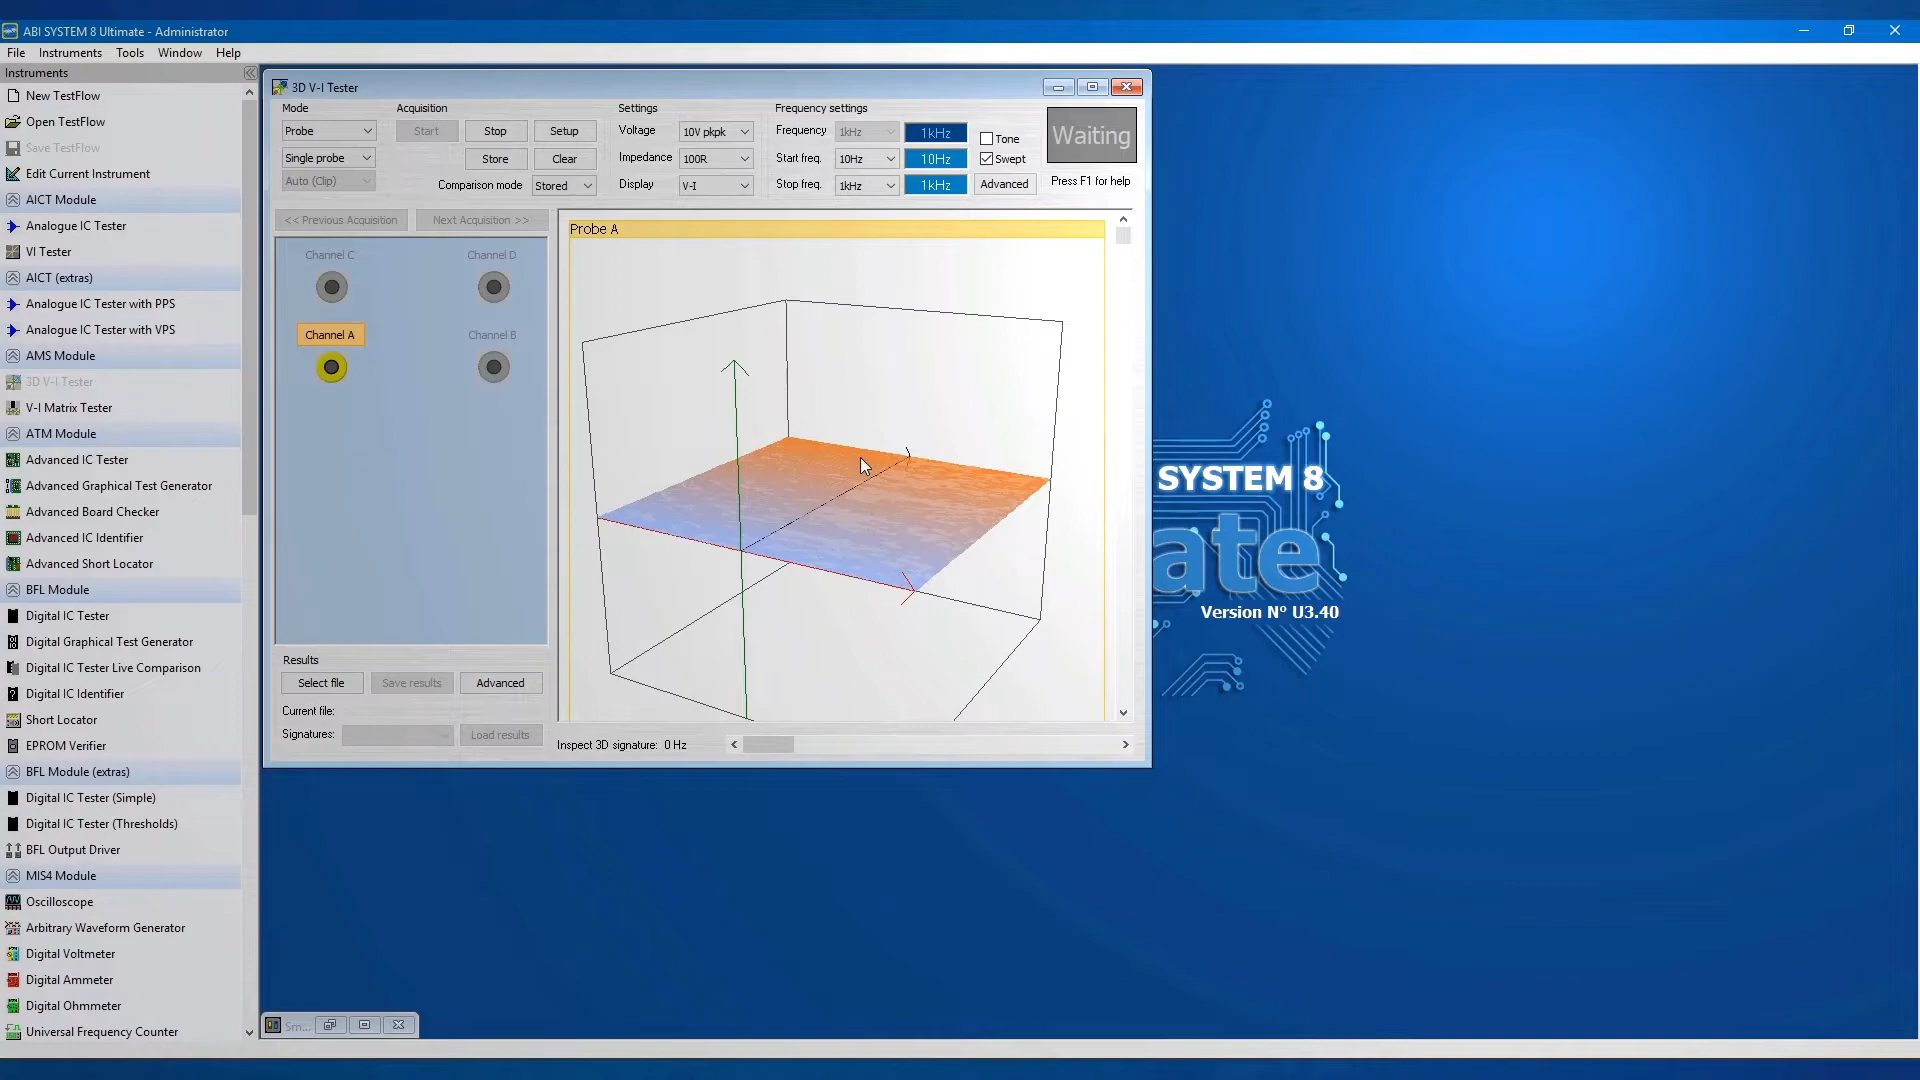 ABI SYSTEM 8 Ultimate - Administrator
File Instruments Tools Window Help
Instruments
New TestFlow
Open TestFlow
Save TestFlow
Edit Current Instrument
AICT Module
Analogue IC Tester
VI Tester
AICT (extras)
Analogue IC Tester with PPS
Analogue IC Tester with VPS
AMS Module
3D V-I Tester
V-I Matrix Tester
ATM Module
Advanced IC Tester
Advanced Graphical Test Generator
Advanced Board Checker
Advanced IC Identifier
Advanced Short Locator
BFL Module
Digital IC Tester
Digital Graphical Test Generator
Digital IC Tester Live Comparison
Digital IC Identifier
Short Locator
EPROM Verifier
BFL Module (extras)
Digital IC Tester (Simple)
Digital IC Tester (Thresholds)
BFL Output Driver
MIS4 Module
Oscilloscope
Arbitrary Waveform Generator
Digital Voltmeter
Digital Ammeter
Digital Ohmmeter
Universal Frequency Counter
3D V-I Tester
Mode Acquisition Settings Frequency settings
Probe Start Stop Setup Voltage 10V pkpk Frequency 1kHz 1kHz Tone Waiting
Single probe Store Clear Impedance 100R Start freq. 10Hz 10Hz Swept
Auto (Clip) Comparison mode Stored Display V-I Stop freq. 1kHz 1kHz Advanced Press F1 for help
<< Previous Acquisition Next Acquisition >>
Channel C Channel D
Channel A Channel B
Probe A
Results
Select file Save results Advanced
Current file:
Signatures: Load results
Inspect 3D signature: 0 Hz
SYSTEM 8
ate
Version N° U3.40
Sm...